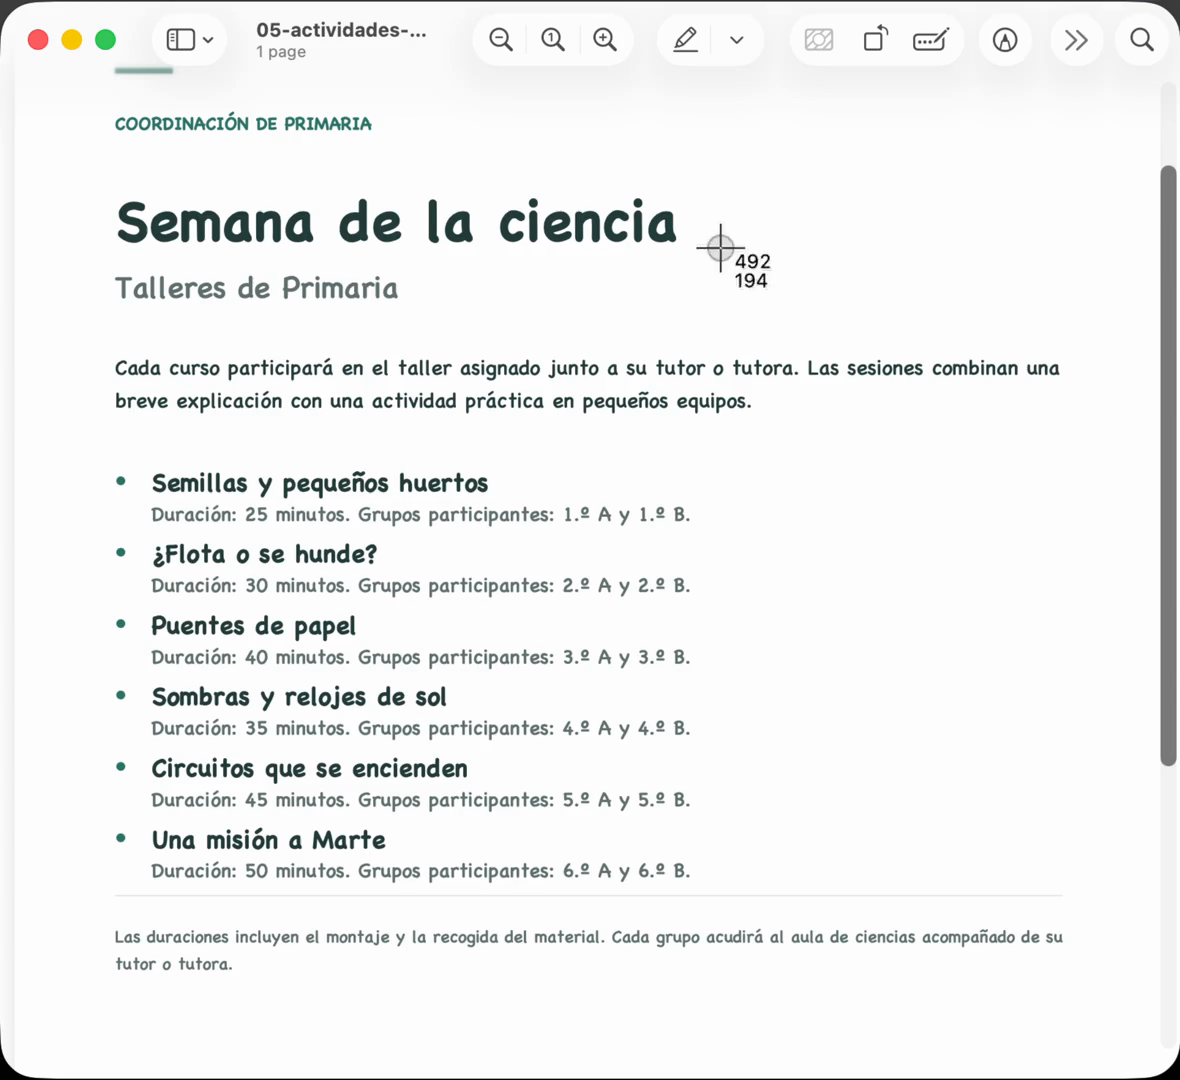 05-actividades-...
1 page
COORDINACIÓN DE PRIMARIA
Semana de la ciencia
492
194
Talleres de Primaria
Cada curso participará en el taller asignado junto a su tutor o tutora. Las sesiones combinan una
breve explicación con una actividad práctica en pequeños equipos.
• Semillas y pequeños huertos
Duración: 25 minutos. Grupos participantes: 1.º A y 1.º B.
• ¿Flota o se hunde?
Duración: 30 minutos. Grupos participantes: 2.º A y 2.º B.
• Puentes de papel
Duración: 40 minutos. Grupos participantes: 3.º A y 3.º B.
• Sombras y relojes de sol
Duración: 35 minutos. Grupos participantes: 4.º A y 4.º B.
• Circuitos que se encienden
Duración: 45 minutos. Grupos participantes: 5.º A y 5.º B.
• Una misión a Marte
Duración: 50 minutos. Grupos participantes: 6.º A y 6.º B.
Las duraciones incluyen el montaje y la recogida del material. Cada grupo acudirá al aula de ciencias acompañado de su
tutor o tutora.